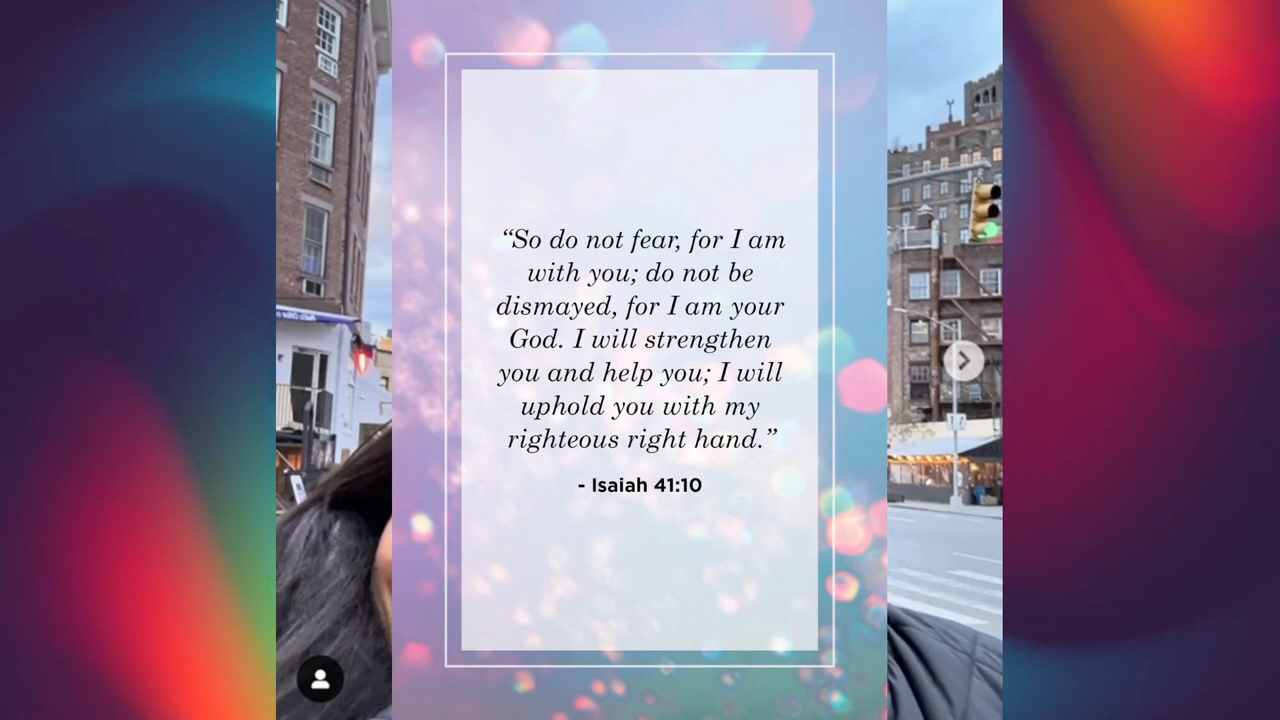 “So do not fear, for I am
with you; do not be
dismayed, for I am your
God. I will strengthen
you and help you; I will
uphold you with my
righteous right hand.”
- Isaiah 41:10